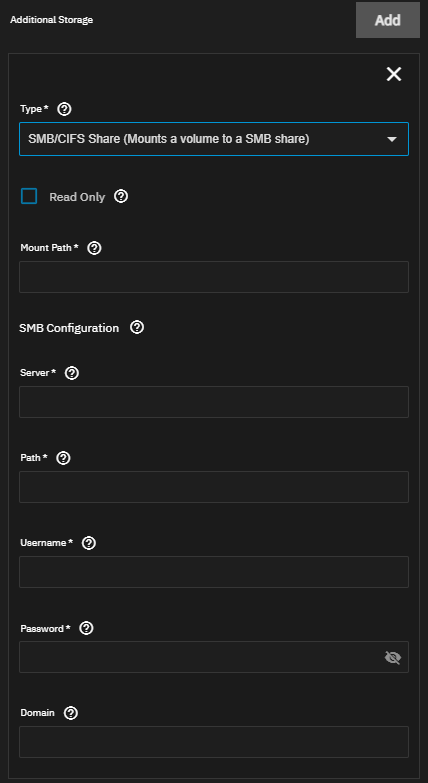 Additional Storage
Add
Type *
SMB/CIFS Share (Mounts a volume to a SMB share)
Read Only
Mount Path *
SMB Configuration
Server *
Path *
Username *
Password *
Domain